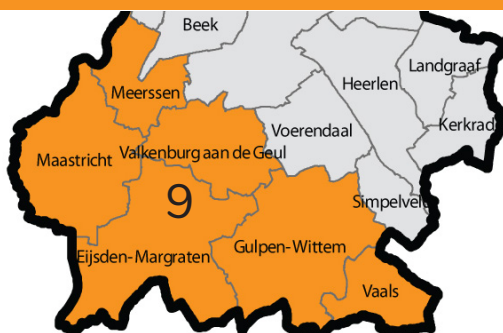 Beek
Landgraaf
Heerlen
Meerssen
Kerkrad
Voerendaal
Maastricht
Valkenburg aan de Geul
9
Simpelveld
Gulpen-Wittem
Eijsden-Margraten
Vaals